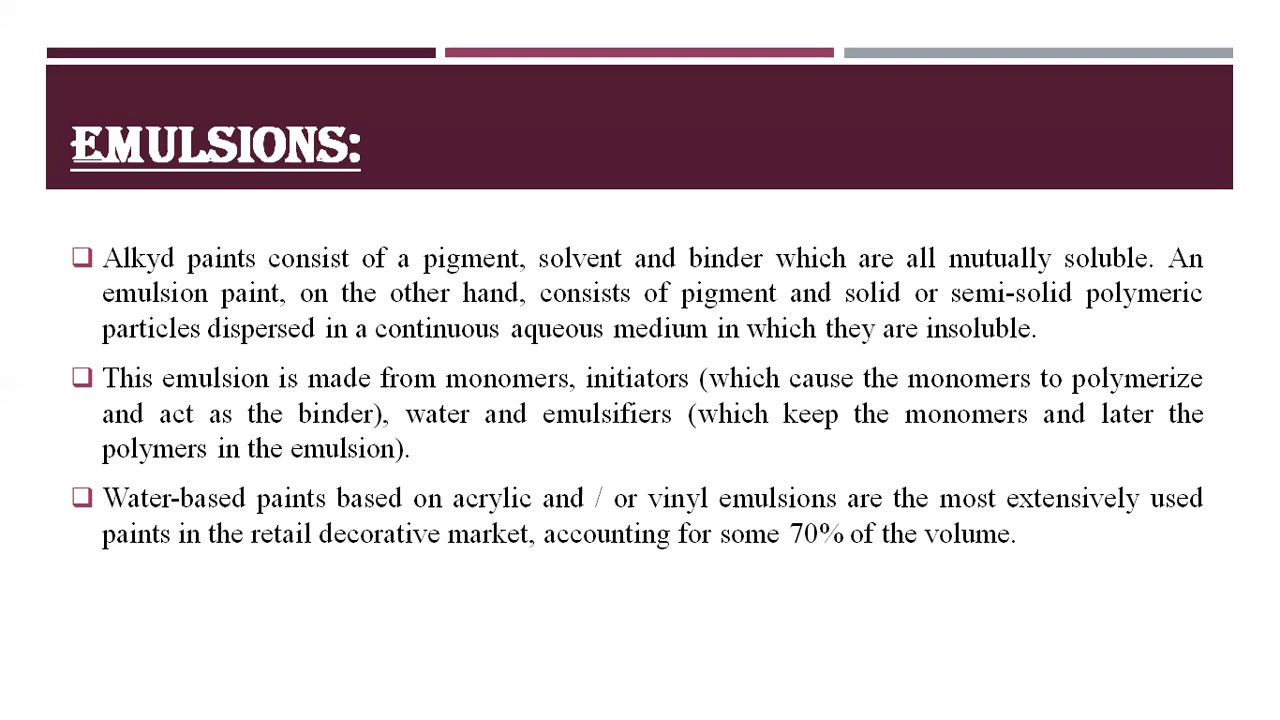 EMULSIONS:
Alkyd paints consist of a pigment, solvent and binder which are all mutually soluble. An
emulsion paint, on the other hand, consists of pigment and solid or semi-solid polymeric
particles dispersed in a continuous aqueous medium in which they are insoluble.
This emulsion is made from monomers, initiators (which cause the monomers to polymerize
and act as the binder), water and emulsifiers (which keep the monomers and later the
polymers in the emulsion).
Water-based paints based on acrylic and / or vinyl emulsions are the most extensively used
paints in the retail decorative market, accounting for some 70% of the volume.